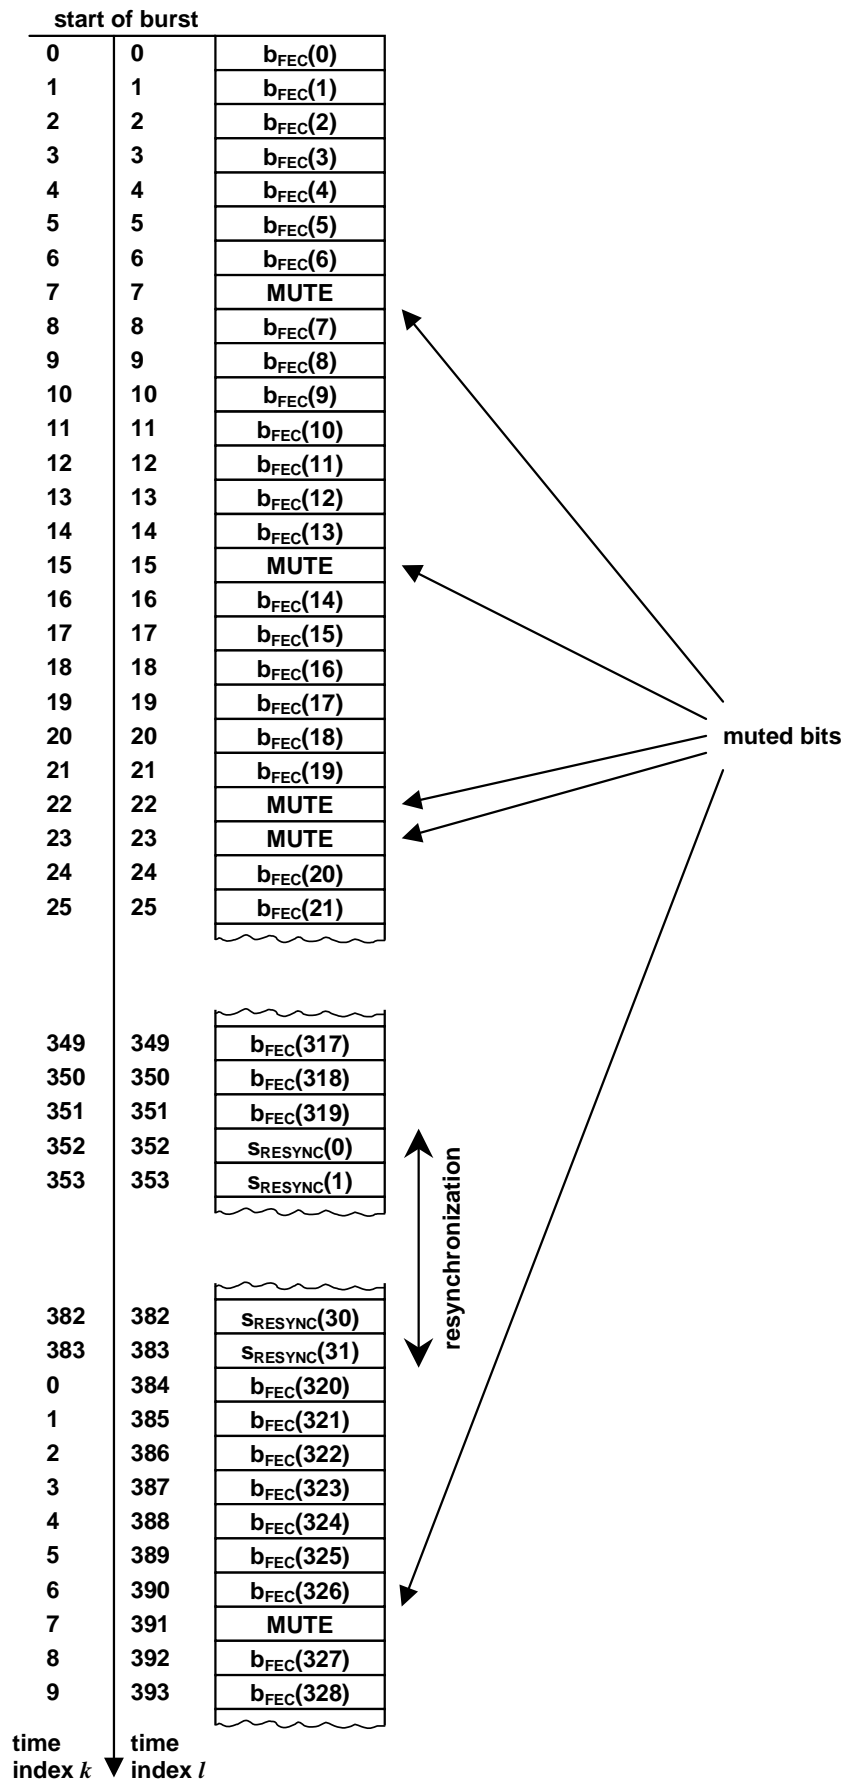 start of burst
0 0 b_FEC(0)
1 1 b_FEC(1)
2 2 b_FEC(2)
3 3 b_FEC(3)
4 4 b_FEC(4)
5 5 b_FEC(5)
6 6 b_FEC(6)
7 7 MUTE
8 8 b_FEC(7)
9 9 b_FEC(8)
10 10 b_FEC(9)
11 11 b_FEC(10)
12 12 b_FEC(11)
13 13 b_FEC(12)
14 14 b_FEC(13)
15 15 MUTE
16 16 b_FEC(14)
17 17 b_FEC(15)
18 18 b_FEC(16)
19 19 b_FEC(17)
20 20 b_FEC(18)
muted bits
21 21 b_FEC(19)
22 22 MUTE
23 23 MUTE
24 24 b_FEC(20)
25 25 b_FEC(21)
349 349 b_FEC(317)
350 350 b_FEC(318)
351 351 b_FEC(319)
352 352 s_RESYNC(0)
353 353 s_RESYNC(1)
resynchronization
382 382 s_RESYNC(30)
383 383 s_RESYNC(31)
0 384 b_FEC(320)
1 385 b_FEC(321)
2 386 b_FEC(322)
3 387 b_FEC(323)
4 388 b_FEC(324)
5 389 b_FEC(325)
6 390 b_FEC(326)
7 391 MUTE
8 392 b_FEC(327)
9 393 b_FEC(328)
time time
index k index l